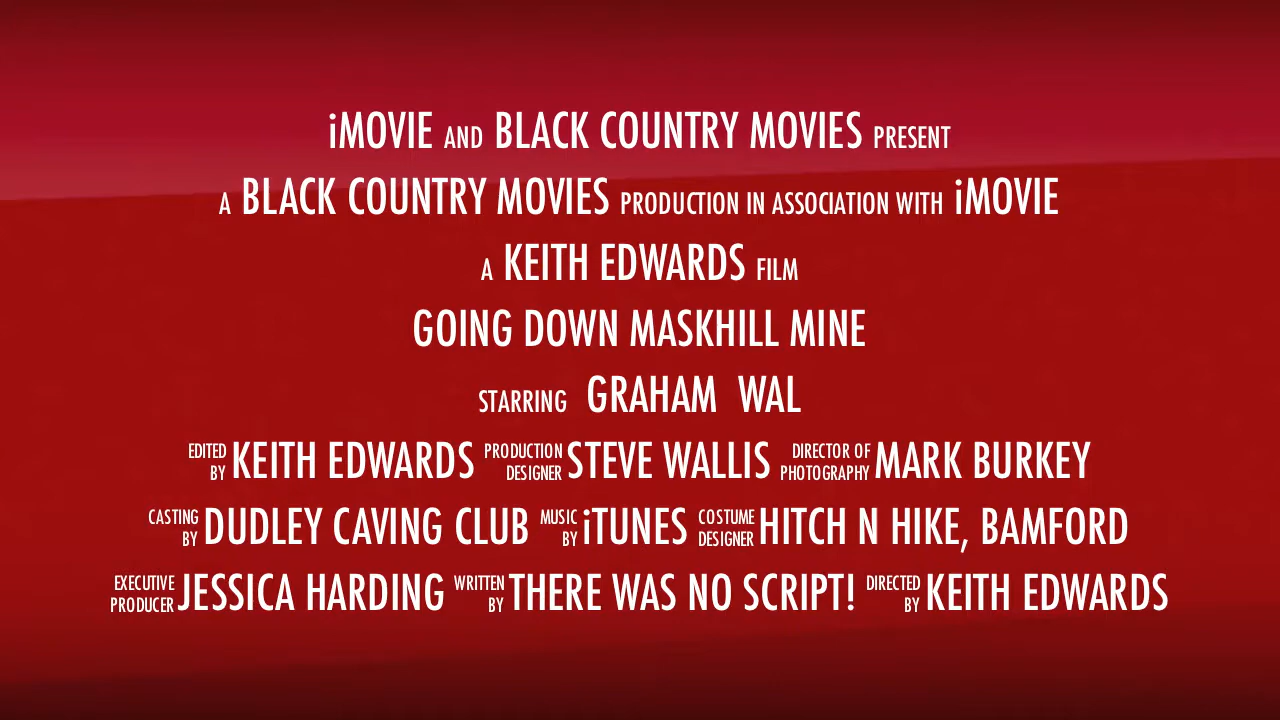 iMOVIE AND BLACK COUNTRY MOVIES PRESENT
A BLACK COUNTRY MOVIES PRODUCTION IN ASSOCIATION WITH iMOVIE
A KEITH EDWARDS FILM
GOING DOWN MASKHILL MINE
STARRING GRAHAM WAL
EDITED BY KEITH EDWARDS PRODUCTION DESIGNER STEVE WALLIS DIRECTOR OF PHOTOGRAPHY MARK BURKEY
CASTING BY DUDLEY CAVING CLUB MUSIC BY iTUNES COSTUME DESIGNER HITCH N HIKE, BAMFORD
EXECUTIVE PRODUCER JESSICA HARDING WRITTEN BY THERE WAS NO SCRIPT! DIRECTED BY KEITH EDWARDS